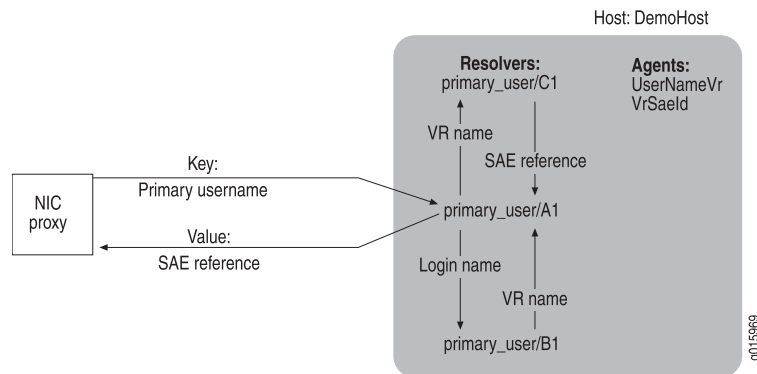 Host: DemoHost
Resolvers:
primary_user/C1
Agents:
UserNameVr
VrSaeId
VR name
SAE reference
Key:
Primary username
NIC
proxy
primary_user/A1
Value:
SAE reference
Login name
VR name
primary_user/B1
g015969